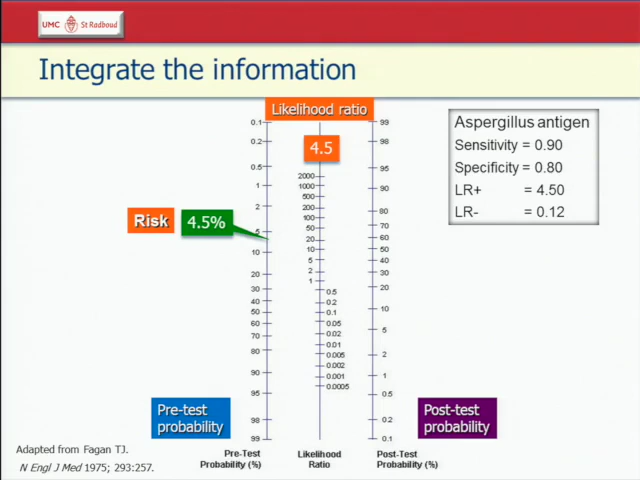 UMC St Radboud
Integrate the information
Likelihood ratio
4.5
Aspergillus antigen
Sensitivity = 0.90
Specificity = 0.80
LR+ = 4.50
LR- = 0.12
Risk
4.5%
0.1
0.2
0.5
1
2
5
10
20
30
40
50
60
70
80
90
95
98
99
2000
1000
500
200
100
50
20
10
5
2
1
0.5
0.2
0.1
0.05
0.02
0.01
0.005
0.002
0.001
0.0005
99
98
95
90
80
70
60
50
40
30
20
10
5
2
1
0.5
0.2
0.1
Pre-test
probability
Post-test
probability
Pre-Test
Probability (%)
Likelihood
Ratio
Post-Test
Probability (%)
Adapted from Fagan TJ.
N Engl J Med 1975; 293:257.